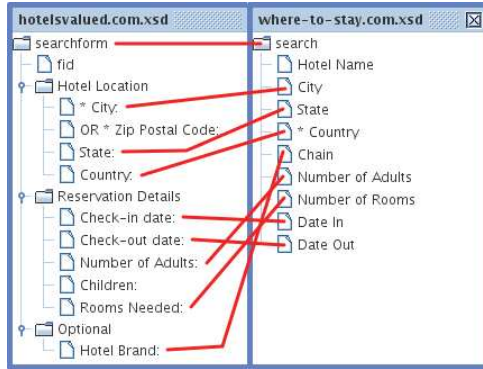 hotelsvalued.com.xsd
searchform
fid
Hotel Location
* City:
OR * Zip Postal Code:
State:
Country:
Reservation Details
Check-in date:
Check-out date:
Number of Adults:
Children:
Rooms Needed:
Optional
Hotel Brand:
where-to-stay.com.xsd
search
Hotel Name
City
State
* Country
Chain
Number of Adults
Number of Rooms
Date In
Date Out